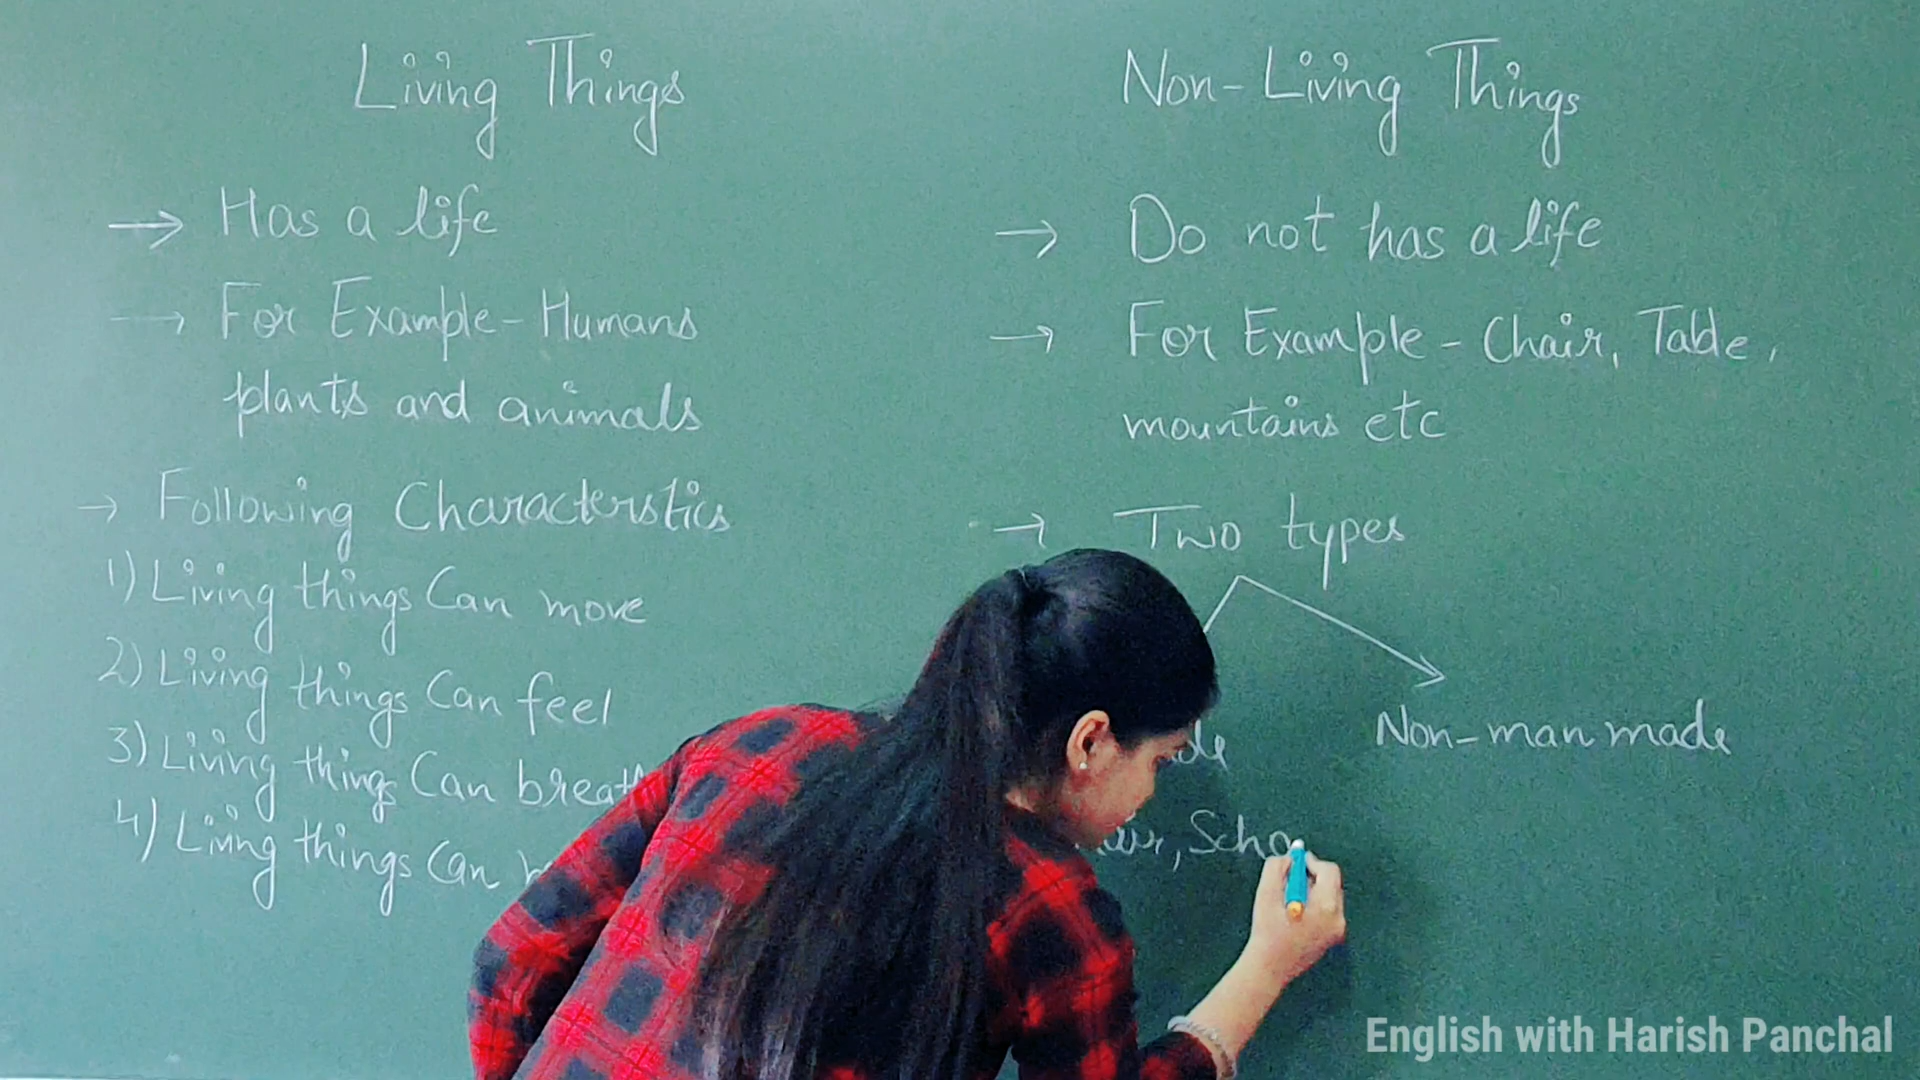 Living Things
→ Has a life
→ For Example - Humans
plants and animals
→ Following Characterstics
1) Living things Can move
2) Living things Can feel
3) Living things Can
4) Living things Can
Non-Living Things
→ Do not has a life
→ For Example - Chair, Table,
mountains etc
→ Two types
Non-man made
English with Harish Panchal